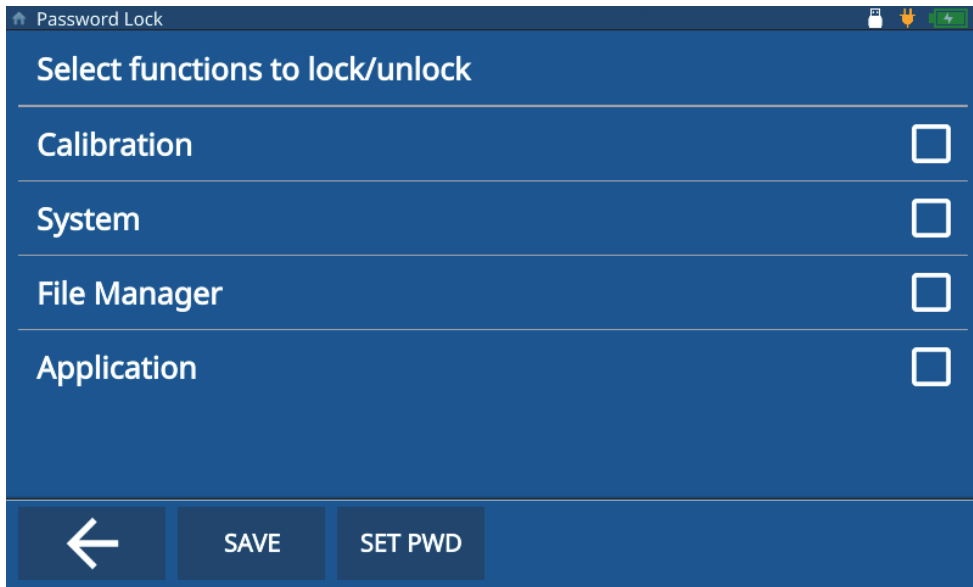 Password Lock
Select functions to lock/unlock
Calibration
System
File Manager
Application
SAVE SET PWD